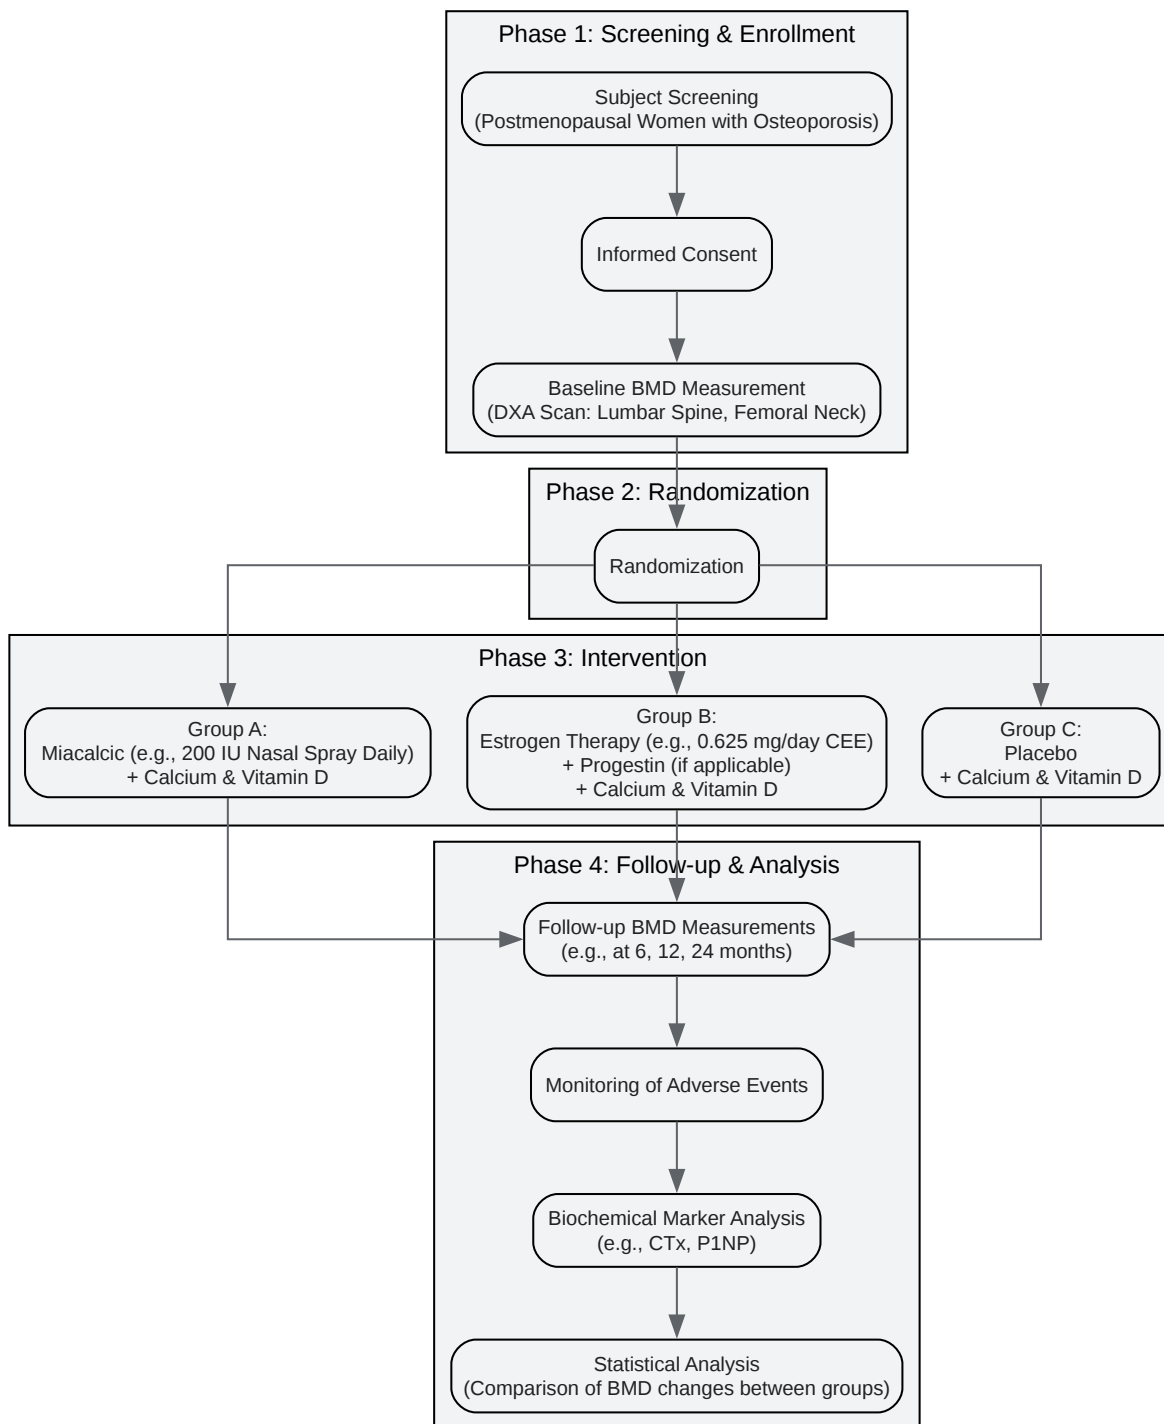 Phase 1: Screening & Enrollment
Subject Screening
(Postmenopausal Women with Osteoporosis)
Informed Consent
Baseline BMD Measurement
(DXA Scan: Lumbar Spine, Femoral Neck)
Phase 2: Randomization
Randomization
Phase 3: Intervention
Group A:
Miacalcic (e.g., 200 IU Nasal Spray Daily)
+ Calcium & Vitamin D
Group B:
Estrogen Therapy (e.g., 0.625 mg/day CEE)
+ Progestin (if applicable)
+ Calcium & Vitamin D
Group C:
Placebo
+ Calcium & Vitamin D
Phase 4: Follow-up & Analysis
Follow-up BMD Measurements
(e.g., at 6, 12, 24 months)
Monitoring of Adverse Events
Biochemical Marker Analysis
(e.g., CTx, P1NP)
Statistical Analysis
(Comparison of BMD changes between groups)